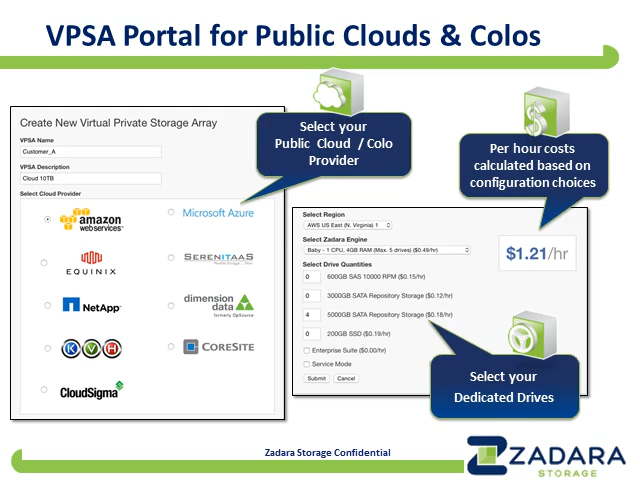 VPSA Portal for Public Clouds & Colos
Select your
Public Cloud / Colo
Provider
Per hour costs
calculated based on
configuration choices
Create New Virtual Private Storage Array
VPSA Name
Customer_A
VPSA Description
Cloud 10TB
Select Cloud Provider
amazon
webservices
Microsoft Azure
EQUINIX
SERENITAAS
NetApp
dimension
data
formerly OpSource
KVH
CORESITE
CloudSigma
Select Region
AWS US East (N. Virginia) 1
Select Zadara Engine
Baby - 1 CPU, 4GB RAM (Max. 5 drives) ($0.49/hr)
Select Drive Quantities
0 600GB SAS 10000 RPM ($0.15/hr)
0 3000GB SATA Repository Storage ($0.12/hr)
4 5000GB SATA Repository Storage ($0.18/hr)
0 200GB SSD ($0.19/hr)
Enterprise Suite ($0.00/hr)
Service Mode
Submit Cancel
$1.21/hr
Select your
Dedicated Drives
Zadara Storage Confidential
ZADARA
STORAGE